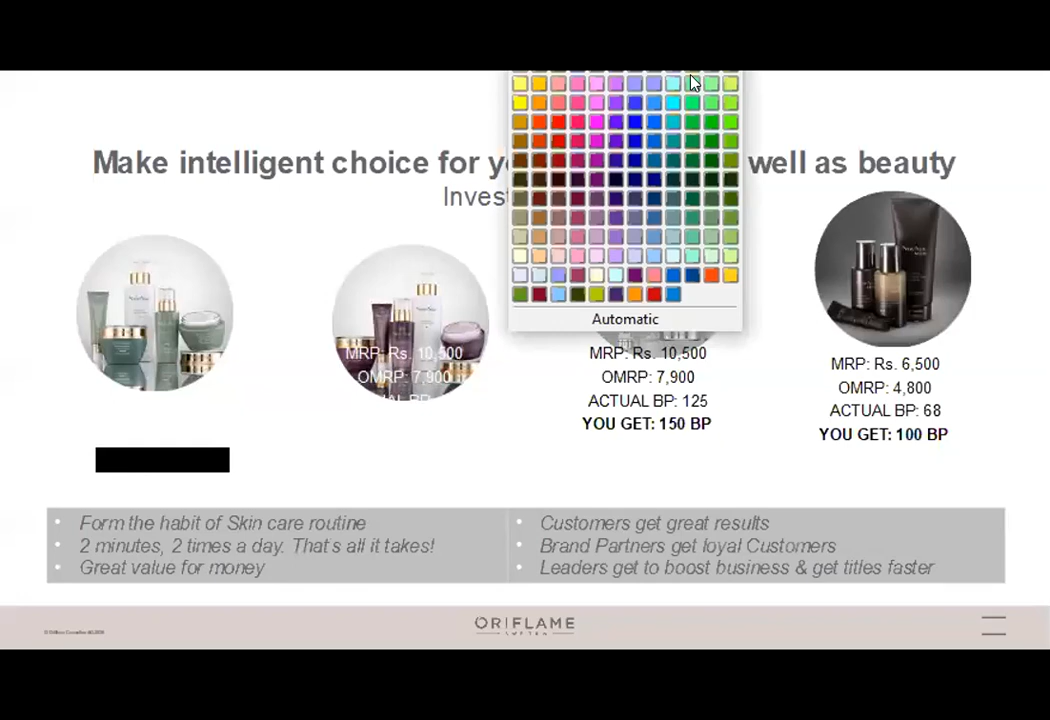 Make intelligent choice for y
well as beauty
Inves
MRP: Rs. 10,500
OMRP: 7,900
MRP: Rs. 10,500
OMRP: 7,900
ACTUAL BP: 125
YOU GET: 150 BP
MRP: Rs. 6,500
OMRP: 4,800
ACTUAL BP: 68
YOU GET: 100 BP
Automatic
• Form the habit of Skin care routine
• 2 minutes, 2 times a day. That's all it takes!
• Great value for money
• Customers get great results
• Brand Partners get loyal Customers
• Leaders get to boost business & get titles faster
ORIFLAME